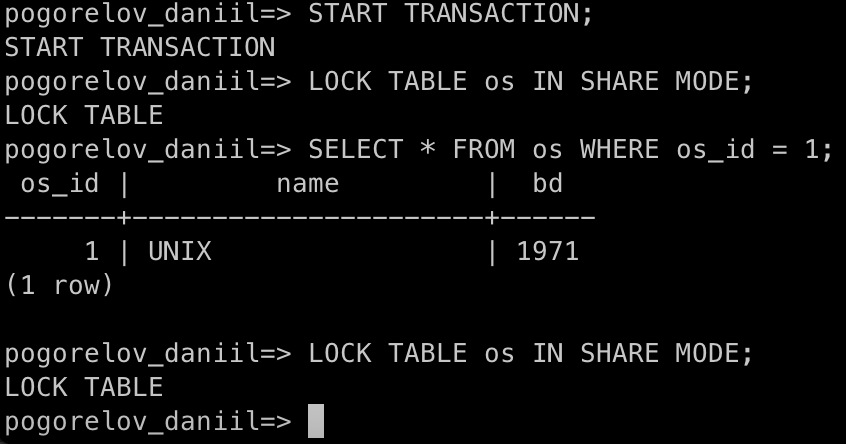 pogorelov_daniil=> START TRANSACTION;
START TRANSACTION
pogorelov_daniil=> LOCK TABLE os IN SHARE MODE;
LOCK TABLE
pogorelov_daniil=> SELECT * FROM os WHERE os_id = 1;
 os_id |         name         |  bd
-------+----------------------+------
     1 | UNIX                 | 1971
(1 row)

pogorelov_daniil=> LOCK TABLE os IN SHARE MODE;
LOCK TABLE
pogorelov_daniil=>